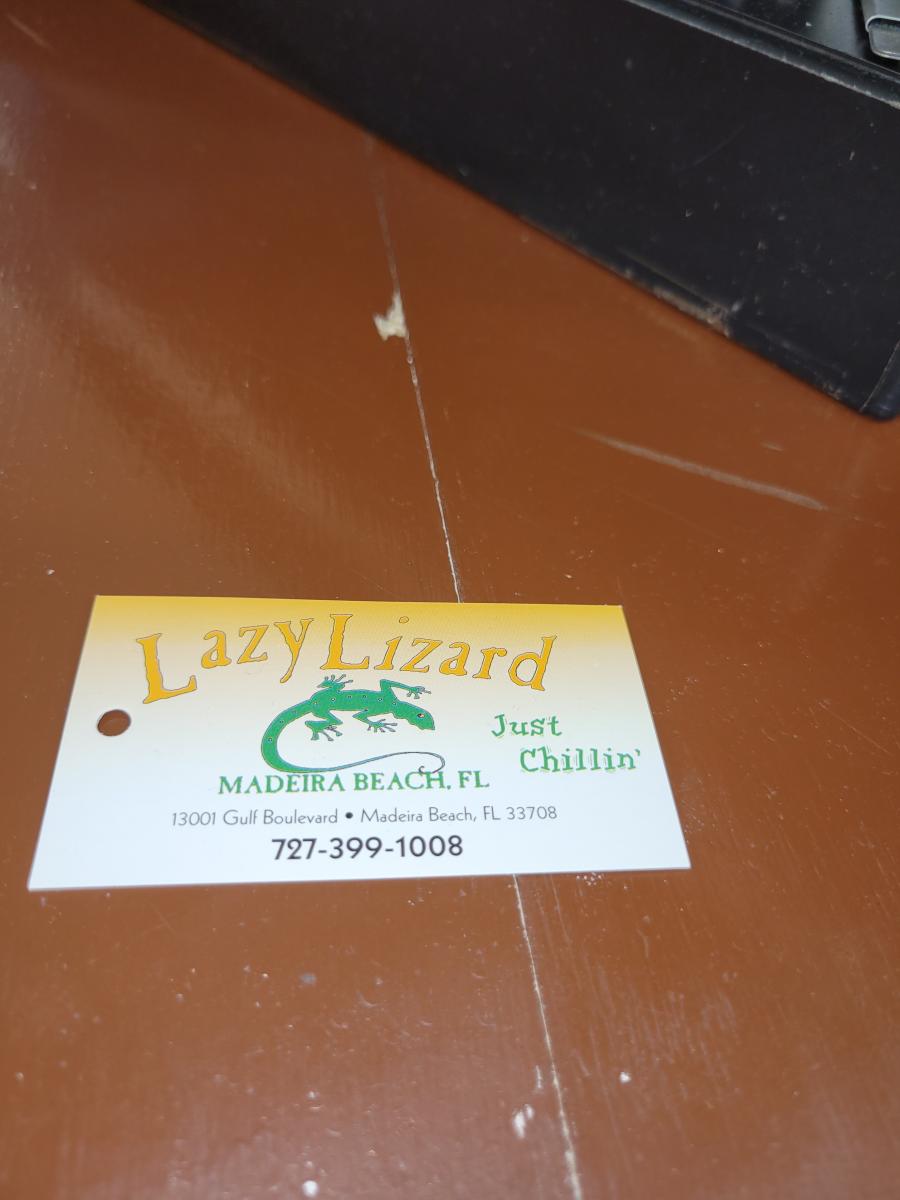 Lazy Lizard
Just
Chillin'
MADEIRA BEACH, FL
13001 Gulf Boulevard • Madeira Beach, FL 33708
727-399-1008